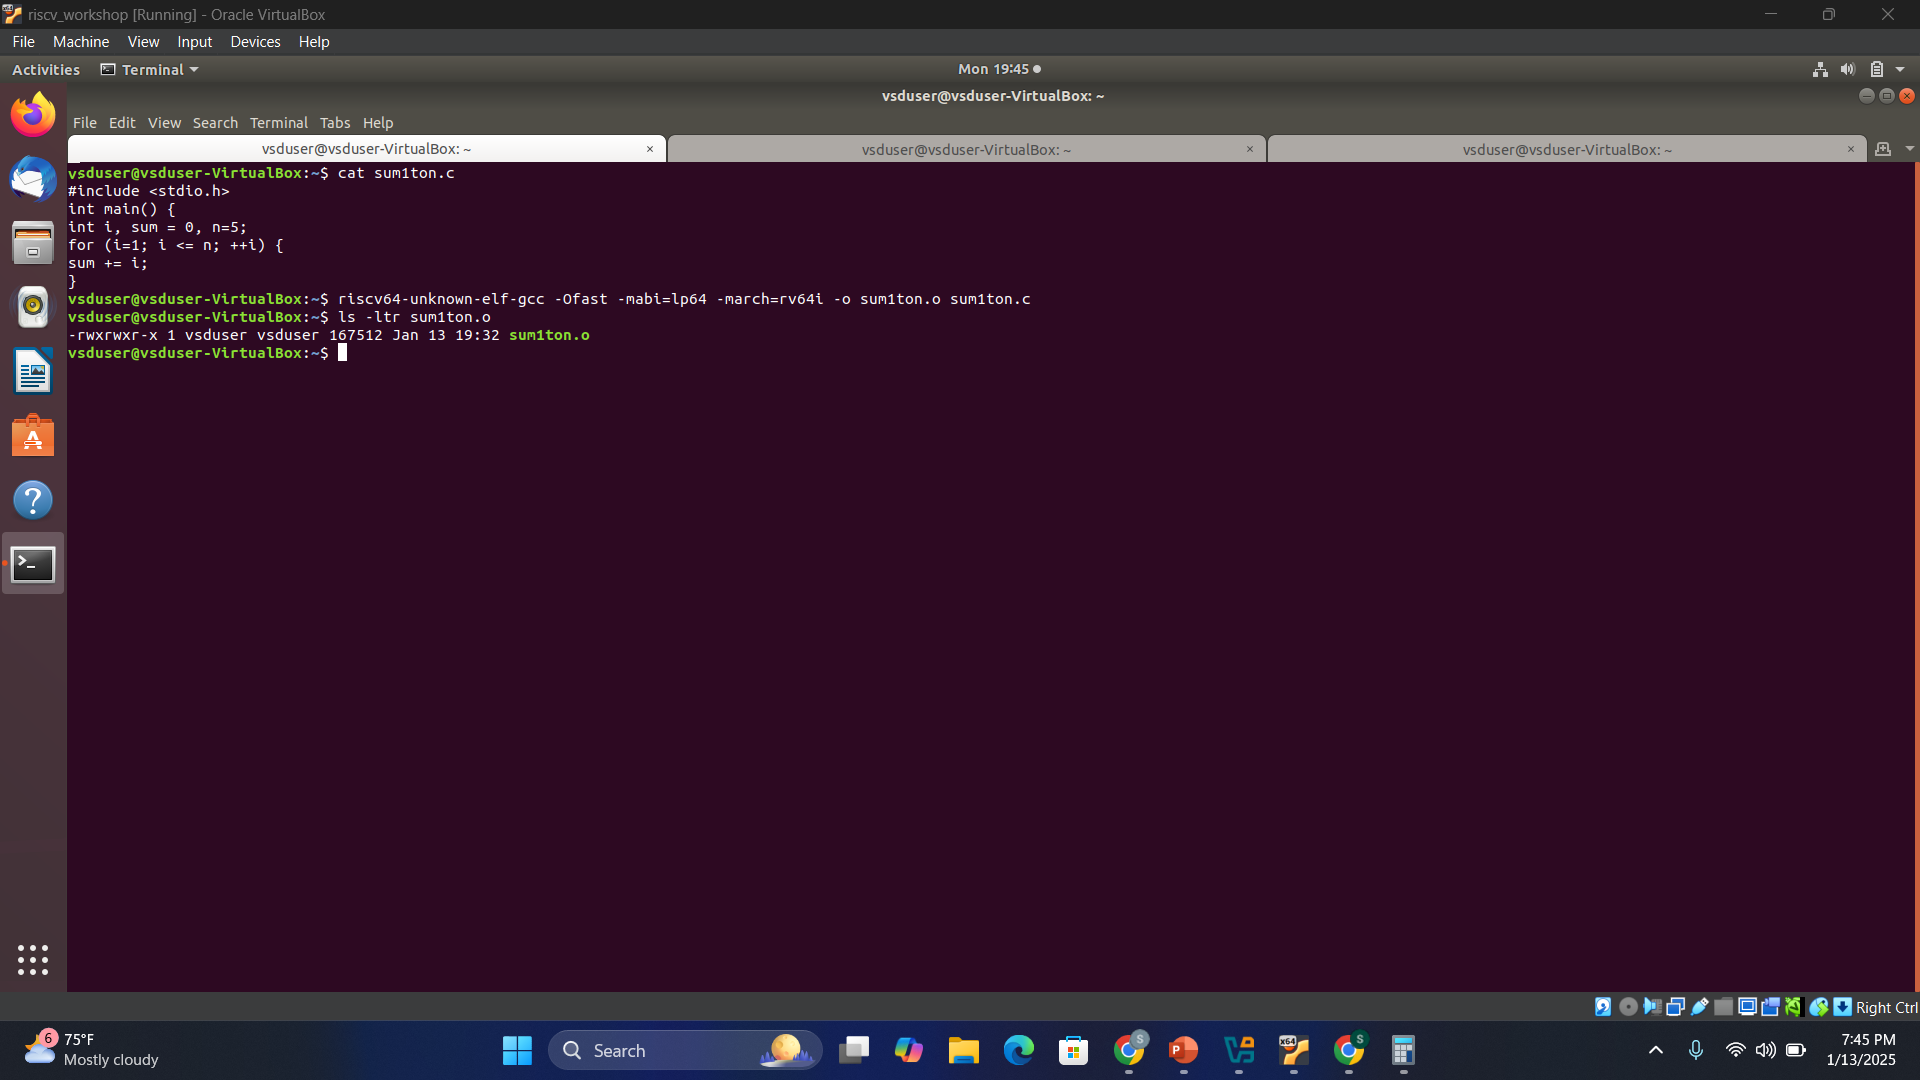 riscv_workshop [Running] - Oracle VirtualBox
File Machine View Input Devices Help
Activities Terminal Mon 19:45
vsduser@vsduser-VirtualBox: ~
File Edit View Search Terminal Tabs Help
vsduser@vsduser-VirtualBox: ~ × vsduser@vsduser-VirtualBox: ~ × vsduser@vsduser-VirtualBox: ~ ×
vsduser@vsduser-VirtualBox:~$ cat sum1ton.c
#include <stdio.h>
int main() {
int i, sum = 0, n=5;
for (i=1; i <= n; ++i) {
sum += i;
}
vsduser@vsduser-VirtualBox:~$ riscv64-unknown-elf-gcc -Ofast -mabi=lp64 -march=rv64i -o sum1ton.o sum1ton.c
vsduser@vsduser-VirtualBox:~$ ls -ltr sum1ton.o
-rwxrwxr-x 1 vsduser vsduser 167512 Jan 13 19:32 sum1ton.o
vsduser@vsduser-VirtualBox:~$
Right Ctrl
6
75°F
Mostly cloudy
Search
7:45 PM
1/13/2025